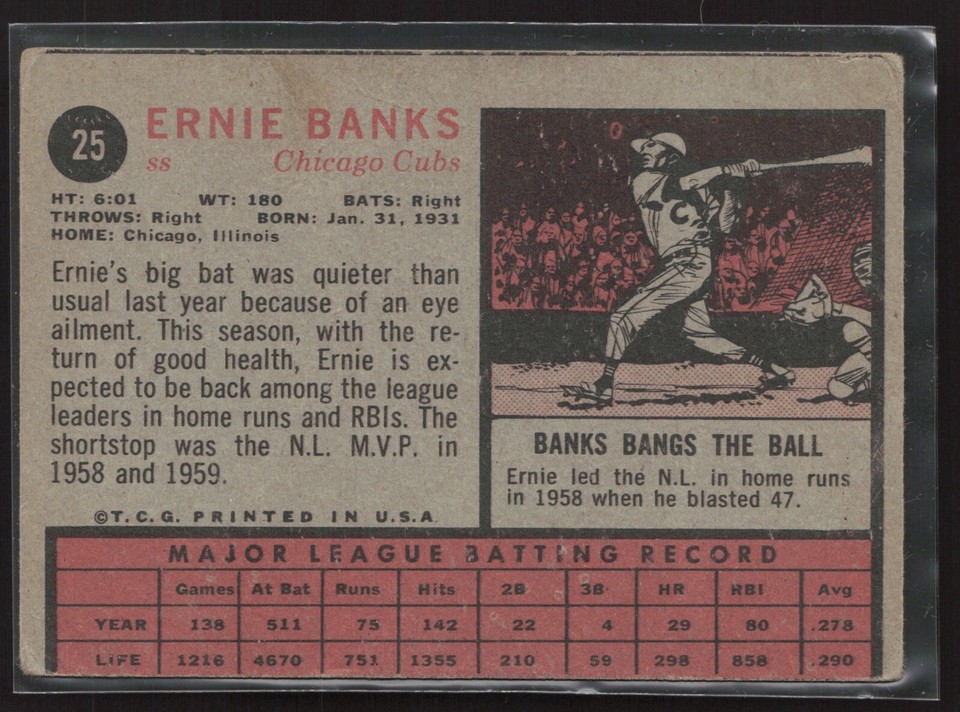 25
ERNIE BANKS
ss Chicago Cubs
HT: 6:01 WT: 180 BATS: Right
THROWS: Right BORN: Jan. 31, 1931
HOME: Chicago, Illinois
Ernie's big bat was quieter than
usual last year because of an eye
ailment. This season, with the re-
turn of good health, Ernie is ex-
pected to be back among the league
leaders in home runs and RBIs. The
shortstop was the N.L. M.V.P. in
1958 and 1959.
©T.C.G. PRINTED IN U.S.A.
C
BANKS BANGS THE BALL
Ernie led the N.L. in home runs
in 1958 when he blasted 47.
MAJOR LEAGUE BATTING RECORD
Games At Bat Runs Hits 2B 3B HR RBI Avg
YEAR 138 511 75 142 22 4 29 80 .278
LIFE 1216 4670 751 1355 210 59 298 858 .290